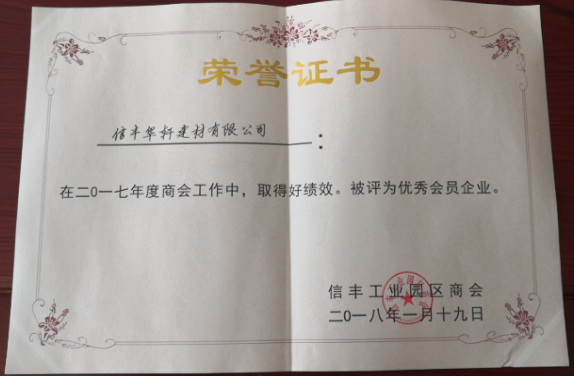 荣誉证书
信丰华轩建材有限公司：
在二0一七年度商会工作中，取得好绩效。被评为优秀会员企业。
信丰工业园区商会
二0一八年一月十九日